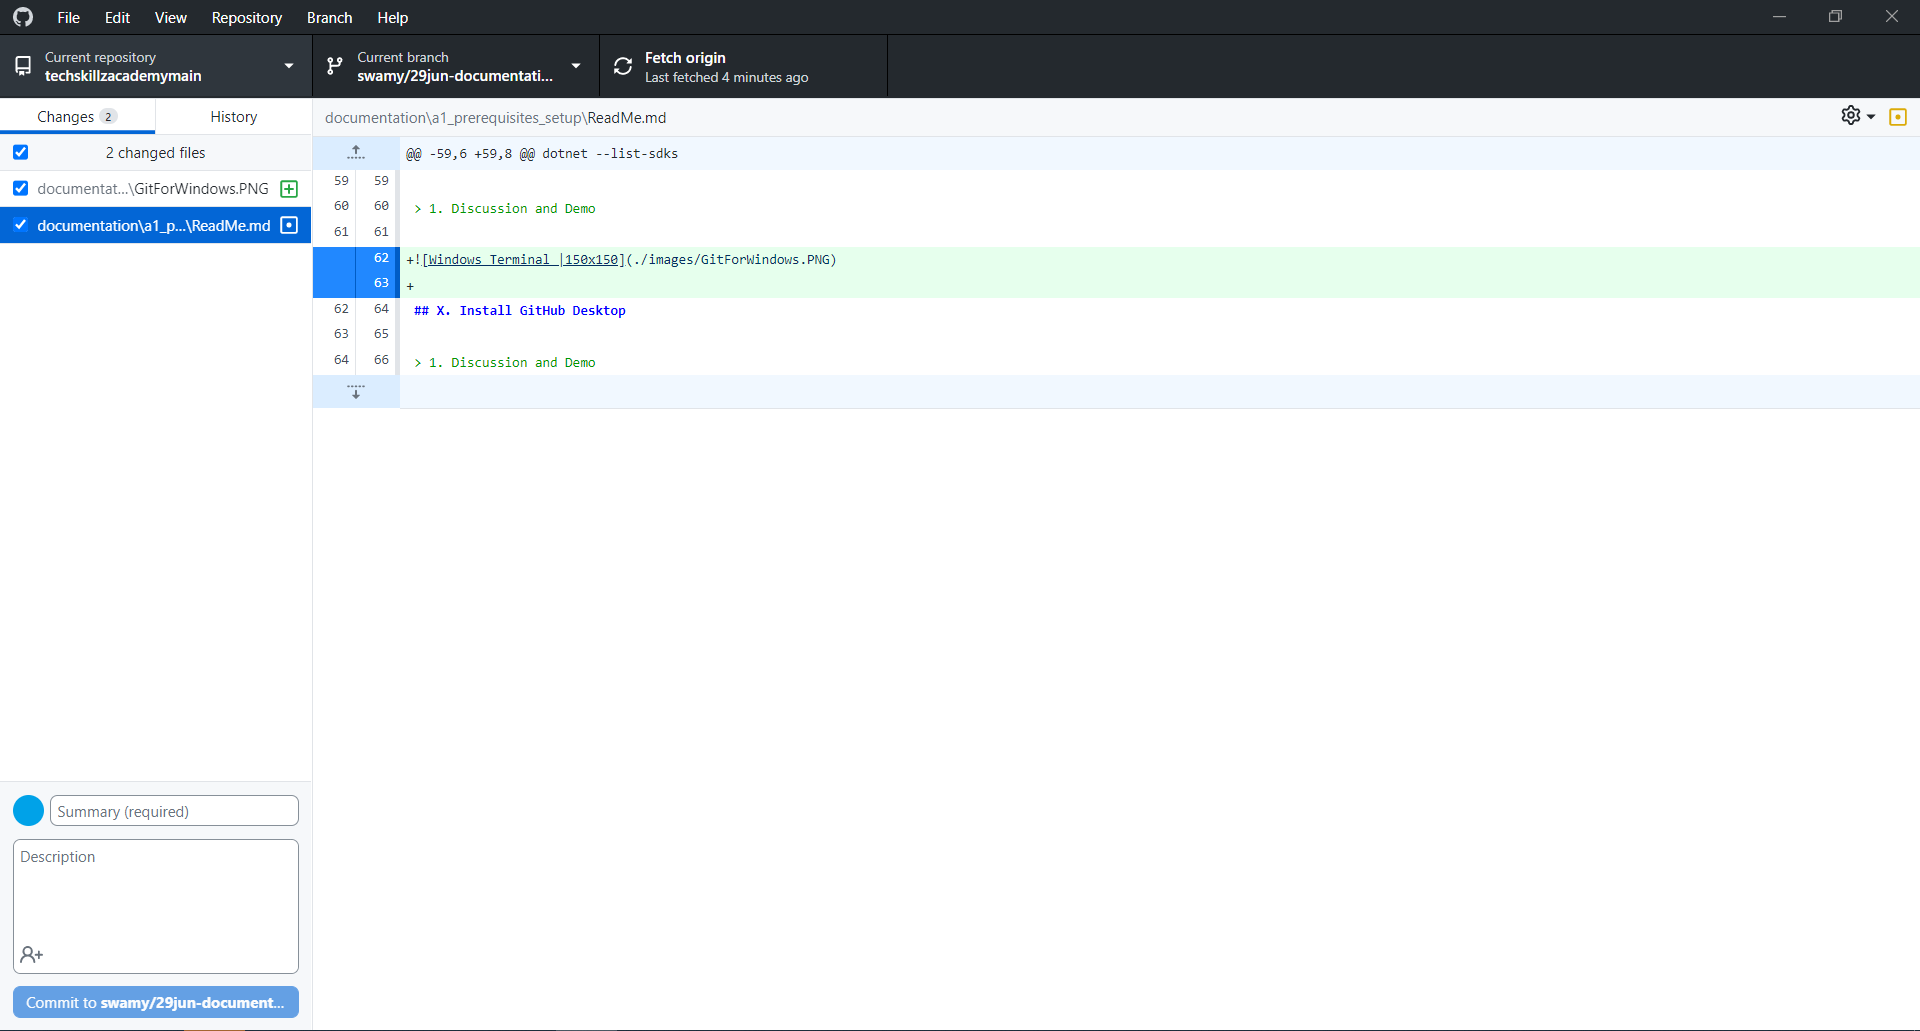 File Edit View Repository Branch Help
Current repository
techskillzacademymain
Current branch
swamy/29jun-documentati...
Fetch origin
Last fetched 4 minutes ago
Changes 2
History
documentation\a1_prerequisites_setup\ReadMe.md
2 changed files
documentat...\GitForWindows.PNG
documentation\a1_p...\ReadMe.md
@@ -59,6 +59,8 @@ dotnet --list-sdks
59 59
60 60 > 1. Discussion and Demo
61 61
62 +![Windows Terminal |150x150](./images/GitForWindows.PNG)
63 +
62 64 ## X. Install GitHub Desktop
63 65
64 66 > 1. Discussion and Demo
Summary (required)
Description
Commit to swamy/29jun-document...